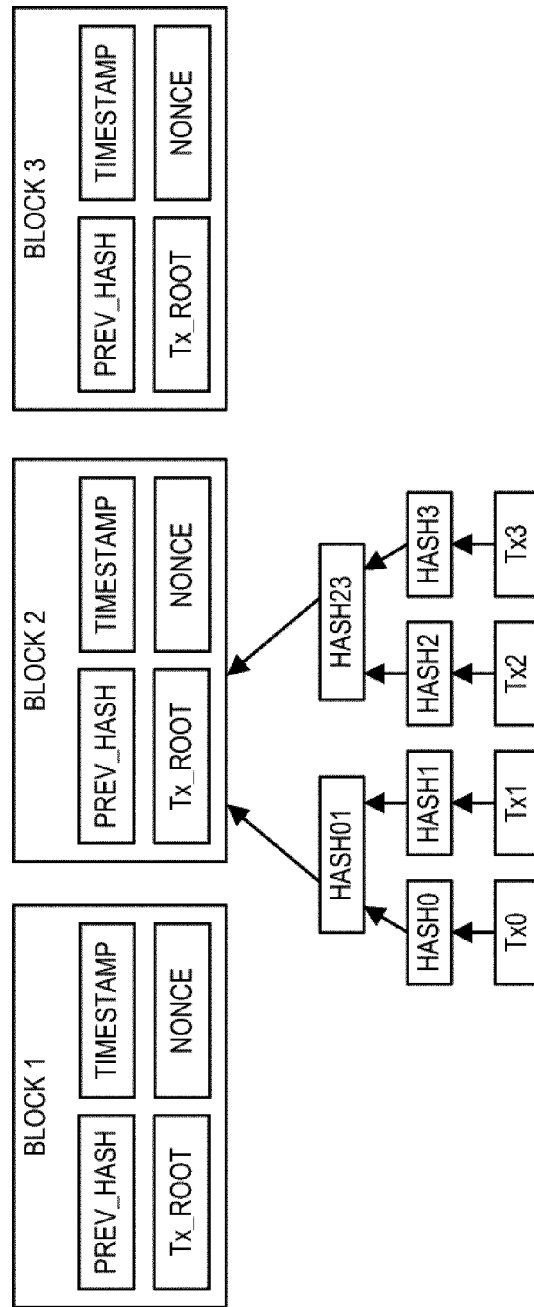 BLOCK 1
PREV_HASH
TIMESTAMP
Tx_ROOT
NONCE
BLOCK 2
PREV_HASH
TIMESTAMP
Tx_ROOT
NONCE
BLOCK 3
PREV_HASH
TIMESTAMP
Tx_ROOT
NONCE
HASH01
HASH23
HASH0
HASH1
HASH2
HASH3
Tx0
Tx1
Tx2
Tx3